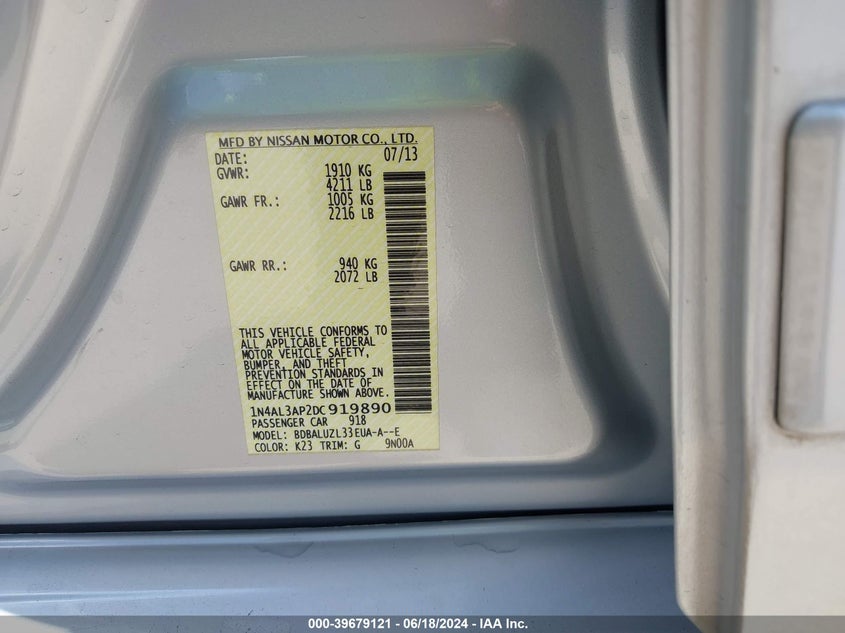 MFD BY NISSAN MOTOR CO., LTD.
DATE: 07/13
GVWR: 1910 KG
4211 LB
GAWR FR.: 1005 KG
2216 LB
GAWR RR.: 940 KG
2072 LB
THIS VEHICLE CONFORMS TO
ALL APPLICABLE FEDERAL
MOTOR VEHICLE SAFETY,
BUMPER, AND THEFT
PREVENTION STANDARDS IN
EFFECT ON THE DATE OF
MANUFACTURE SHOWN ABOVE.
1N4AL3AP2DC919890
PASSENGER CAR 918
MODEL: BDBALUZL33EUA-A--E
COLOR: K23 TRIM: G 9N00A
000-39679121 - 06/18/2024 - IAA Inc.